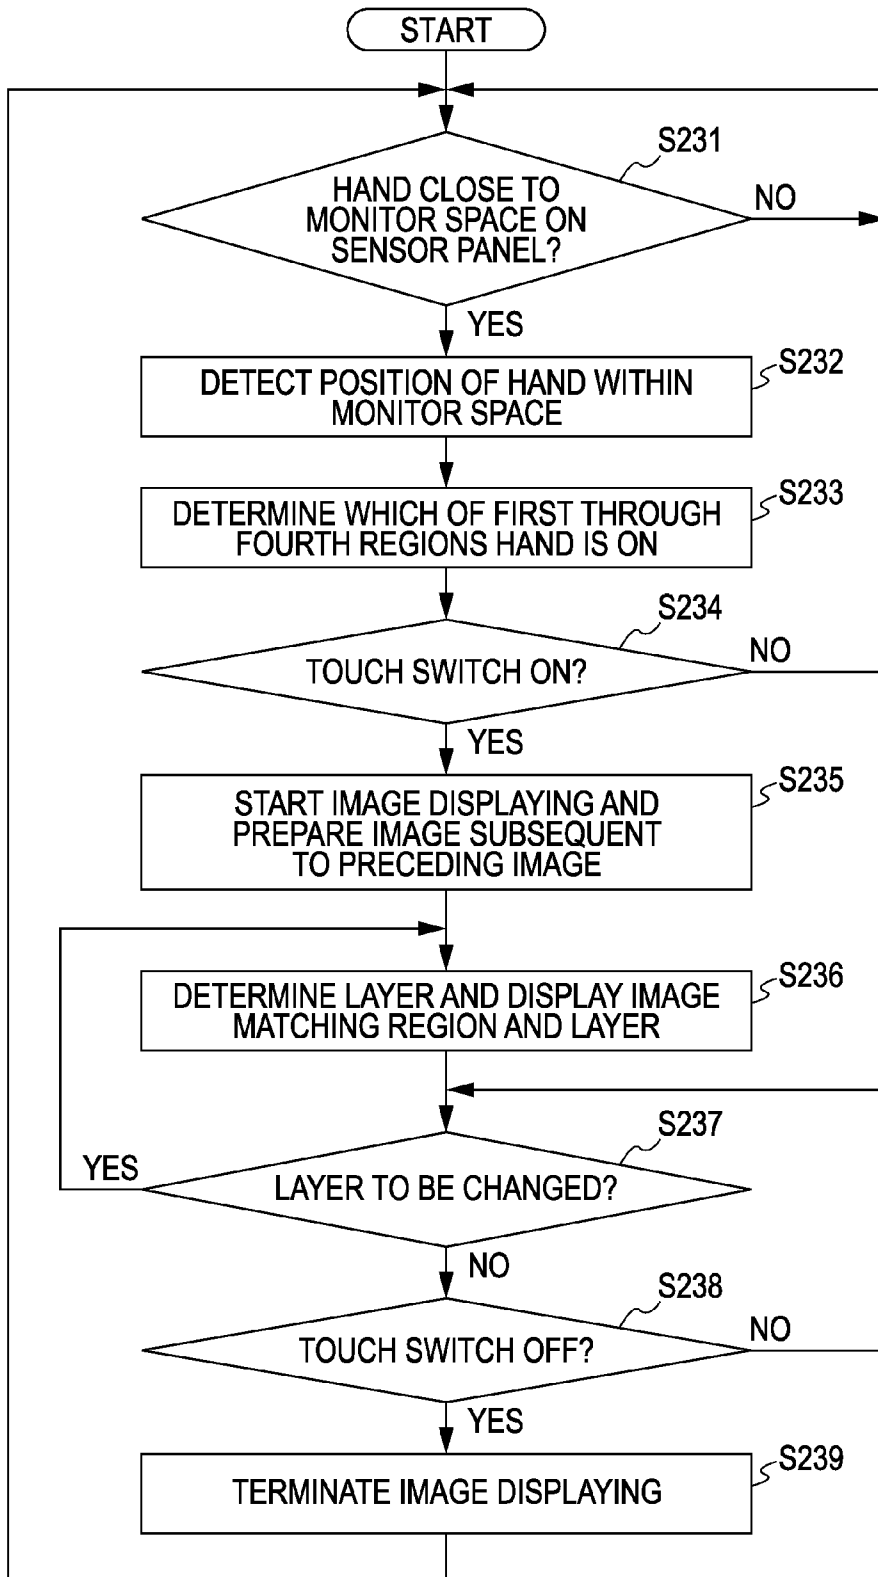 START
S231
HAND CLOSE TO
MONITOR SPACE ON
SENSOR PANEL?
NO
YES
S232
DETECT POSITION OF HAND WITHIN
MONITOR SPACE
S233
DETERMINE WHICH OF FIRST THROUGH
FOURTH REGIONS HAND IS ON
S234
TOUCH SWITCH ON?
NO
YES
S235
START IMAGE DISPLAYING AND
PREPARE IMAGE SUBSEQUENT
TO PRECEDING IMAGE
S236
DETERMINE LAYER AND DISPLAY IMAGE
MATCHING REGION AND LAYER
S237
YES
LAYER TO BE CHANGED?
NO
S238
TOUCH SWITCH OFF?
NO
YES
S239
TERMINATE IMAGE DISPLAYING